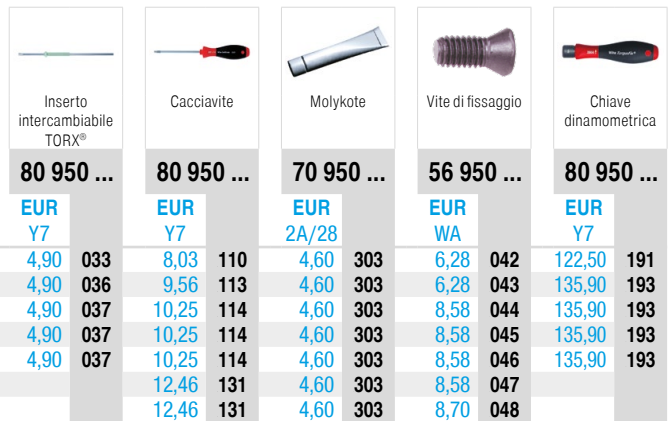 Inserto intercambiabile TORX®
Cacciavite
Molykote
Vite di fissaggio
Chiave dinamometrica
80 950 ... 80 950 ... 70 950 ... 56 950 ... 80 950 ...
EUR EUR EUR EUR EUR
Y7 Y7 2A/28 WA Y7
4,90 033 8,03 110 4,60 303 6,28 042 122,50 191
4,90 036 9,56 113 4,60 303 6,28 043 135,90 193
4,90 037 10,25 114 4,60 303 8,58 044 135,90 193
4,90 037 10,25 114 4,60 303 8,58 045 135,90 193
4,90 037 10,25 114 4,60 303 8,58 046 135,90 193
12,46 131 4,60 303 8,58 047
12,46 131 4,60 303 8,70 048